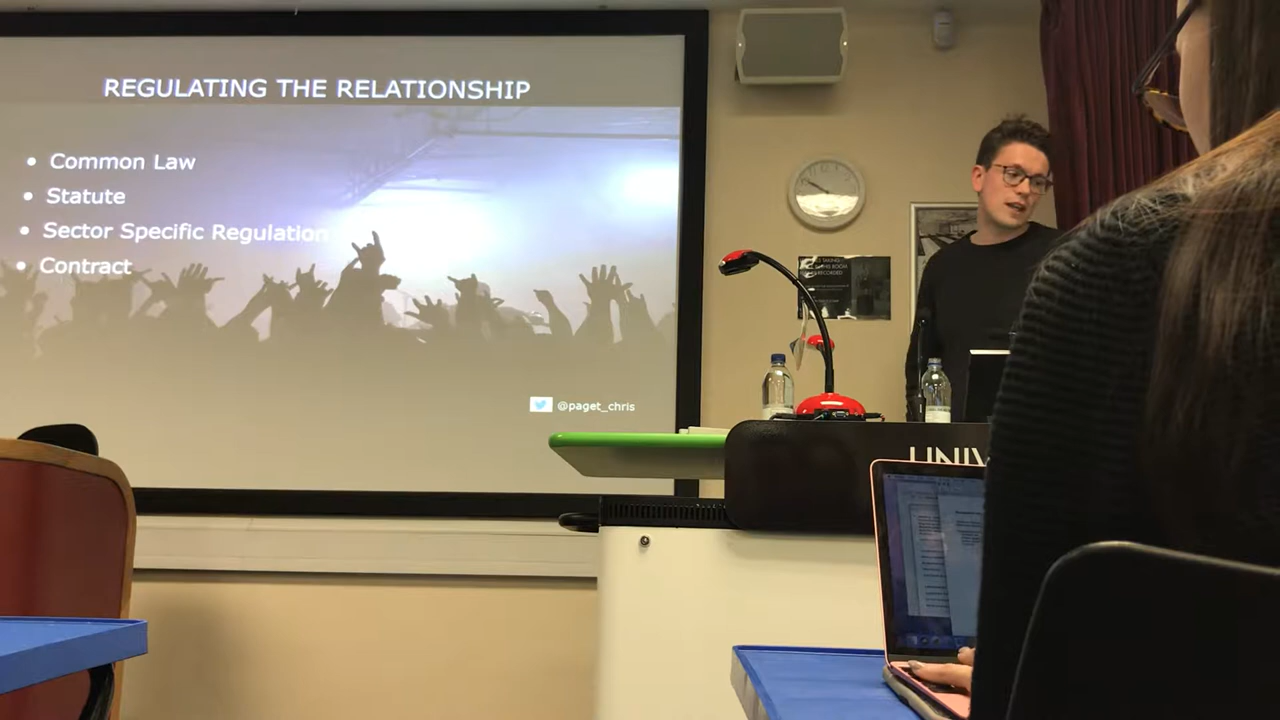 REGULATING THE RELATIONSHIP
• Common Law
• Statute
• Sector Specific Regulation
• Contract
@paget_chris
UNIV